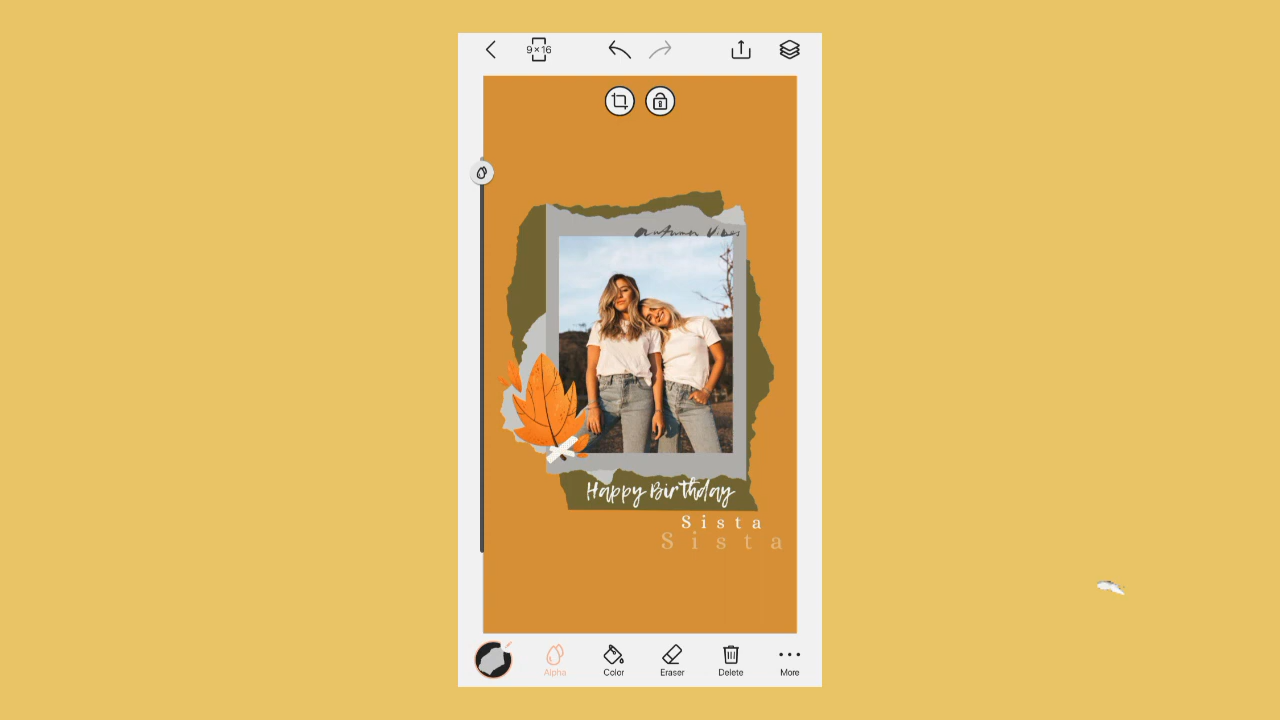 9×16
autumn vibes
Happy Birthday
Sista
Sista
Alpha
Color
Eraser
Delete
More